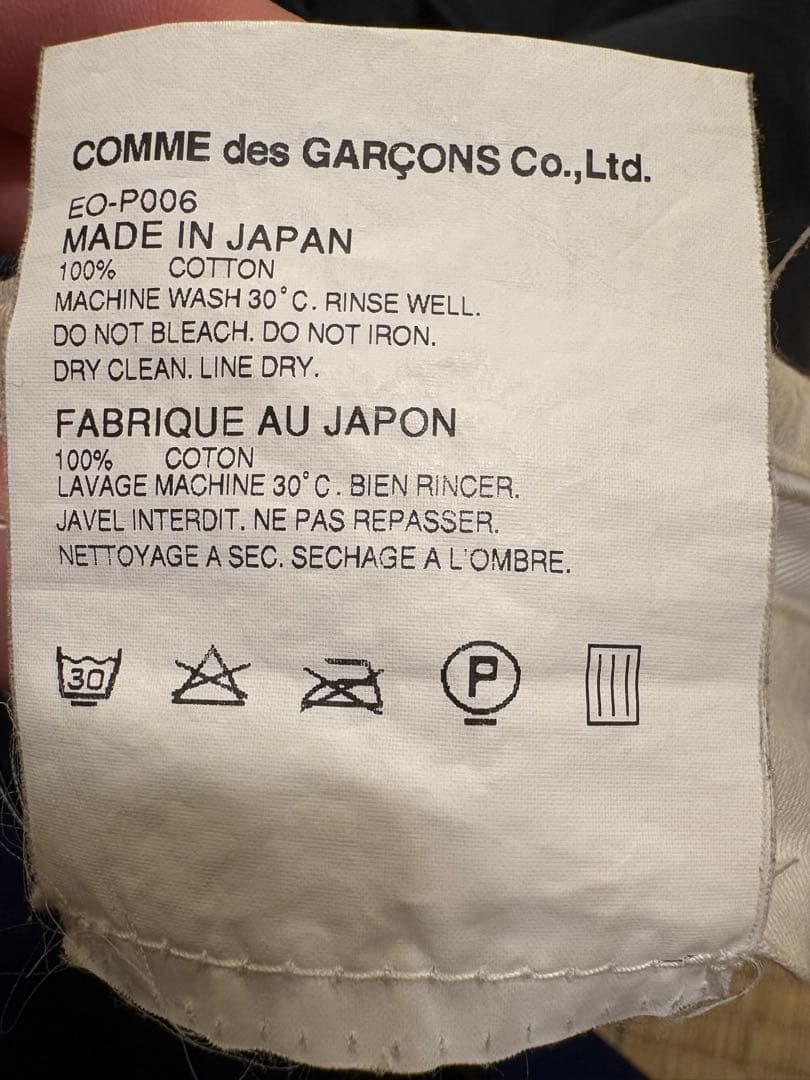 COMME des GARÇONS Co.,Ltd.
EO-P006
MADE IN JAPAN
100% COTTON
MACHINE WASH 30°C. RINSE WELL.
DO NOT BLEACH. DO NOT IRON.
DRY CLEAN. LINE DRY.
FABRIQUE AU JAPON
100% COTON
LAVAGE MACHINE 30°C. BIEN RINCER.
JAVEL INTERDIT. NE PAS REPASSER.
NETTOYAGE A SEC. SECHAGE A L'OMBRE.
30 P